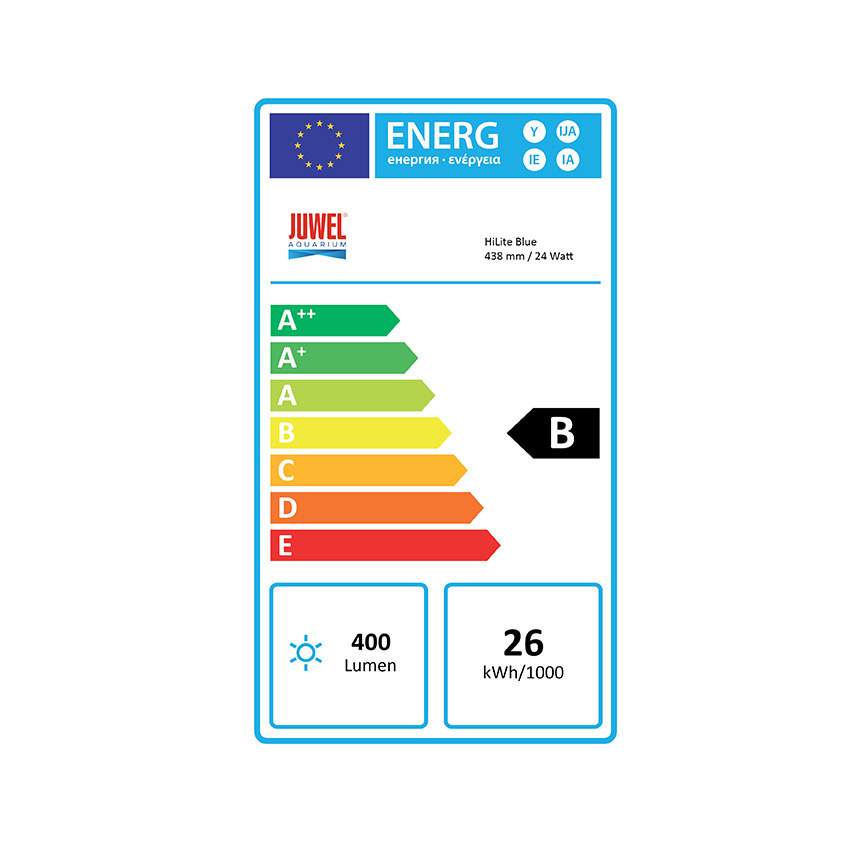 ENERG
енергия · ενέργεια
Y
IJA
IE
IA
JUWEL®
AQUARIUM
HiLite Blue
438 mm / 24 Watt
A++
A+
A
B
C
D
E
B
400
Lumen
26
kWh/1000